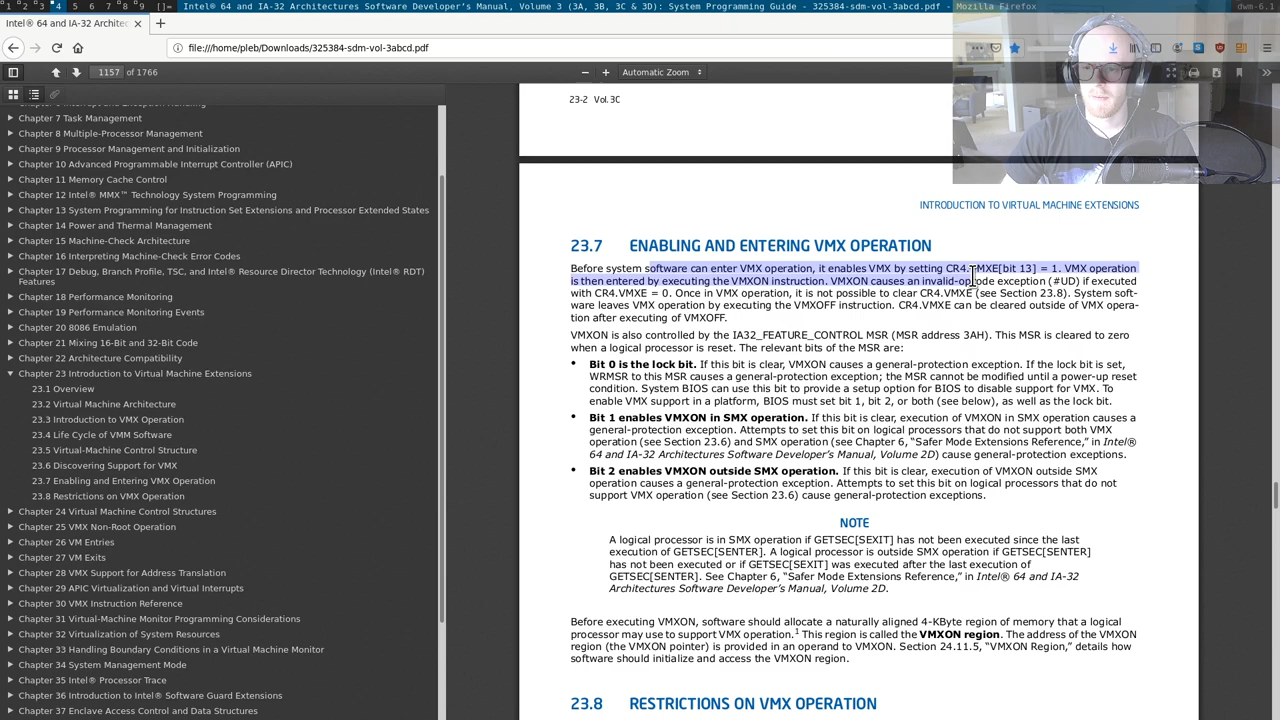 1 2 3 4 5 6 7 8 9 []= Intel® 64 and IA-32 Architectures Software Developer's Manual, Volume 3 (3A, 3B, 3C & 3D): System Programming Guide - 325384-sdm-vol-3abcd.pdf - Mozilla Firefox dwm-6.1
Intel® 64 and IA-32 Architec
file:///home/pleb/Downloads/325384-sdm-vol-3abcd.pdf
1157 of 1766 Automatic Zoom
Chapter 7 Task Management
Chapter 8 Multiple-Processor Management
Chapter 9 Processor Management and Initialization
Chapter 10 Advanced Programmable Interrupt Controller (APIC)
Chapter 11 Memory Cache Control
Chapter 12 Intel® MMX™ Technology System Programming
Chapter 13 System Programming for Instruction Set Extensions and Processor Extended States
Chapter 14 Power and Thermal Management
Chapter 15 Machine-Check Architecture
Chapter 16 Interpreting Machine-Check Error Codes
Chapter 17 Debug, Branch Profile, TSC, and Intel® Resource Director Technology (Intel® RDT)
Features
Chapter 18 Performance Monitoring
Chapter 19 Performance Monitoring Events
Chapter 20 8086 Emulation
Chapter 21 Mixing 16-Bit and 32-Bit Code
Chapter 22 Architecture Compatibility
Chapter 23 Introduction to Virtual Machine Extensions
23.1 Overview
23.2 Virtual Machine Architecture
23.3 Introduction to VMX Operation
23.4 Life Cycle of VMM Software
23.5 Virtual-Machine Control Structure
23.6 Discovering Support for VMX
23.7 Enabling and Entering VMX Operation
23.8 Restrictions on VMX Operation
Chapter 24 Virtual Machine Control Structures
Chapter 25 VMX Non-Root Operation
Chapter 26 VM Entries
Chapter 27 VM Exits
Chapter 28 VMX Support for Address Translation
Chapter 29 APIC Virtualization and Virtual Interrupts
Chapter 30 VMX Instruction Reference
Chapter 31 Virtual-Machine Monitor Programming Considerations
Chapter 32 Virtualization of System Resources
Chapter 33 Handling Boundary Conditions in a Virtual Machine Monitor
Chapter 34 System Management Mode
Chapter 35 Intel® Processor Trace
Chapter 36 Introduction to Intel® Software Guard Extensions
Chapter 37 Enclave Access Control and Data Structures
23-2 Vol. 3C
INTRODUCTION TO VIRTUAL MACHINE EXTENSIONS
23.7 ENABLING AND ENTERING VMX OPERATION
Before system software can enter VMX operation, it enables VMX by setting CR4.VMXE[bit 13] = 1. VMX operation
is then entered by executing the VMXON instruction. VMXON causes an invalid-opcode exception (#UD) if executed
with CR4.VMXE = 0. Once in VMX operation, it is not possible to clear CR4.VMXE (see Section 23.8). System soft-
ware leaves VMX operation by executing the VMXOFF instruction. CR4.VMXE can be cleared outside of VMX opera-
tion after executing of VMXOFF.
VMXON is also controlled by the IA32_FEATURE_CONTROL MSR (MSR address 3AH). This MSR is cleared to zero
when a logical processor is reset. The relevant bits of the MSR are:
• Bit 0 is the lock bit. If this bit is clear, VMXON causes a general-protection exception. If the lock bit is set,
WRMSR to this MSR causes a general-protection exception; the MSR cannot be modified until a power-up reset
condition. System BIOS can use this bit to provide a setup option for BIOS to disable support for VMX. To
enable VMX support in a platform, BIOS must set bit 1, bit 2, or both (see below), as well as the lock bit.
• Bit 1 enables VMXON in SMX operation. If this bit is clear, execution of VMXON in SMX operation causes a
general-protection exception. Attempts to set this bit on logical processors that do not support both VMX
operation (see Section 23.6) and SMX operation (see Chapter 6, “Safer Mode Extensions Reference,” in Intel®
64 and IA-32 Architectures Software Developer’s Manual, Volume 2D) cause general-protection exceptions.
• Bit 2 enables VMXON outside SMX operation. If this bit is clear, execution of VMXON outside SMX
operation causes a general-protection exception. Attempts to set this bit on logical processors that do not
support VMX operation (see Section 23.6) cause general-protection exceptions.
NOTE
A logical processor is in SMX operation if GETSEC[SEXIT] has not been executed since the last
execution of GETSEC[SENTER]. A logical processor is outside SMX operation if GETSEC[SENTER]
has not been executed or if GETSEC[SEXIT] was executed after the last execution of
GETSEC[SENTER]. See Chapter 6, “Safer Mode Extensions Reference,” in Intel® 64 and IA-32
Architectures Software Developer’s Manual, Volume 2D.
Before executing VMXON, software should allocate a naturally aligned 4-KByte region of memory that a logical
processor may use to support VMX operation.1 This region is called the VMXON region. The address of the VMXON
region (the VMXON pointer) is provided in an operand to VMXON. Section 24.11.5, “VMXON Region,” details how
software should initialize and access the VMXON region.
23.8 RESTRICTIONS ON VMX OPERATION